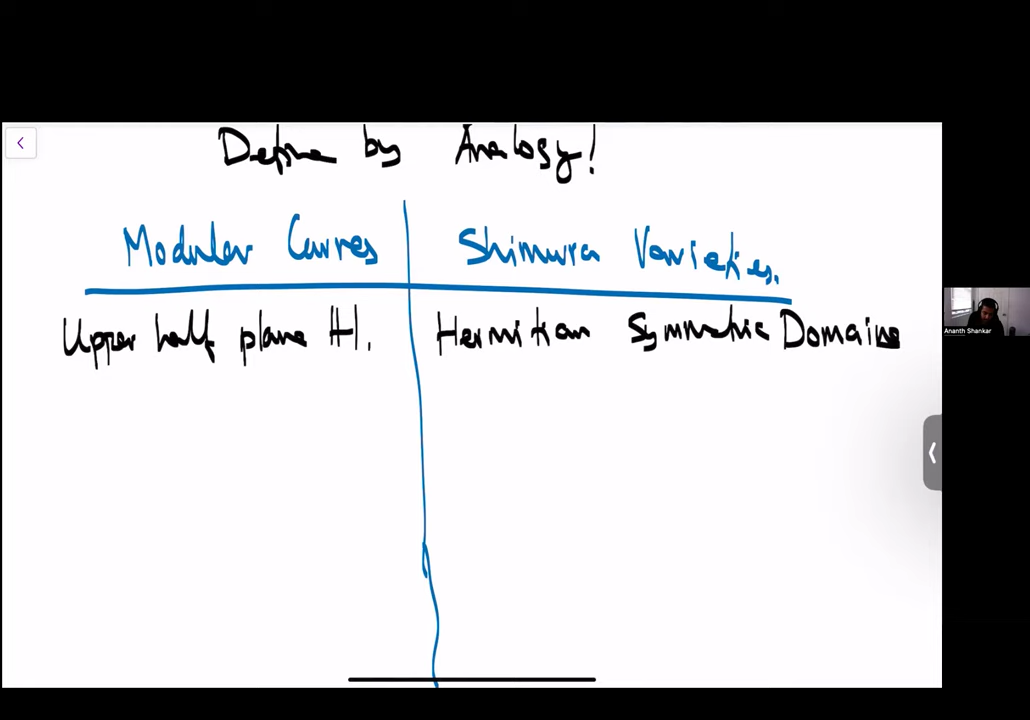 Define by Analogy!
Modular Curves Shimura Varieties.
Upper half plane H. Hermitian Symmetric Domains
Ananth Shankar